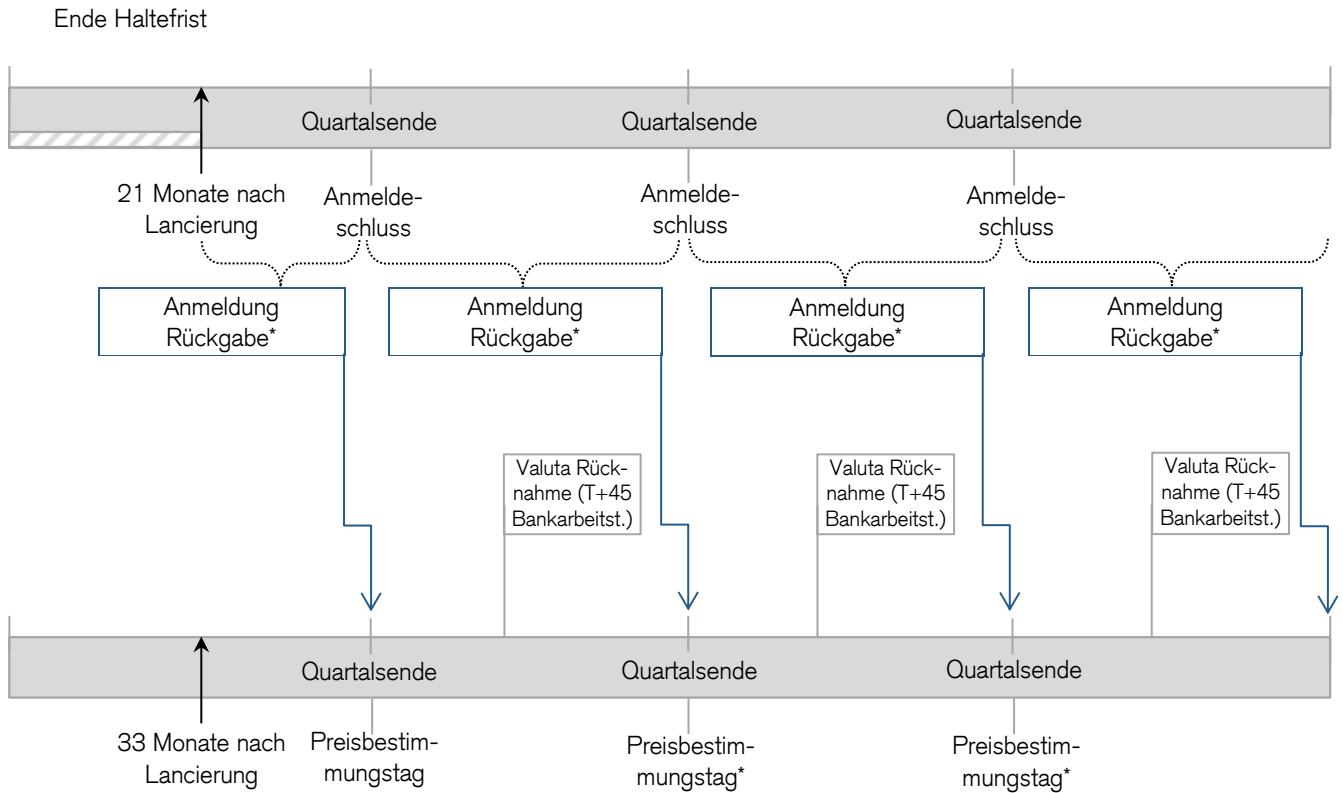 Ende Haltefrist
Quartalsende
Quartalsende
Quartalsende
21 Monate nach
Lancierung
Anmelde-
schluss
Anmelde-
schluss
Anmelde-
schluss
Anmeldung
Rückgabe*
Anmeldung
Rückgabe*
Anmeldung
Rückgabe*
Anmeldung
Rückgabe*
Valuta Rück-
nahme (T+45
Bankarbeitst.)
Valuta Rück-
nahme (T+45
Bankarbeitst.)
Valuta Rück-
nahme (T+45
Bankarbeitst.)
Quartalsende
Quartalsende
Quartalsende
33 Monate nach
Lancierung
Preisbestim-
mungstag
Preisbestim-
mungstag*
Preisbestim-
mungstag*